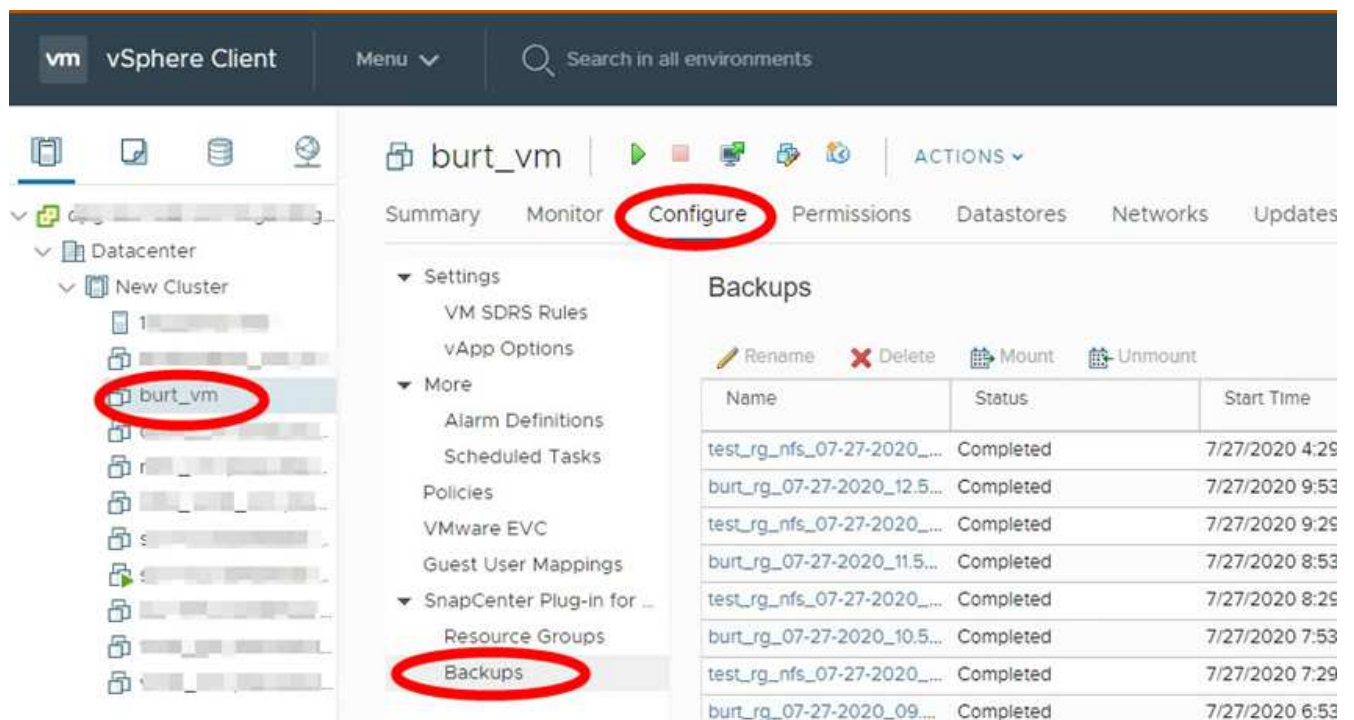 vm vSphere Client Menu Search in all environments
burt_vm ACTIONS
Summary Monitor Configure Permissions Datastores Networks Updates
Datacenter
New Cluster
burt_vm
Settings
VM SDRS Rules
vApp Options
More
Alarm Definitions
Scheduled Tasks
Policies
VMware EVC
Guest User Mappings
SnapCenter Plug-in for ...
Resource Groups
Backups
Backups
Rename Delete Mount Unmount
Name Status Start Time
test_rg_nfs_07-27-2020_... Completed 7/27/2020 4:29
burt_rg_07-27-2020_12.5... Completed 7/27/2020 9:53
test_rg_nfs_07-27-2020_... Completed 7/27/2020 9:29
burt_rg_07-27-2020_11.5... Completed 7/27/2020 8:53
test_rg_nfs_07-27-2020_... Completed 7/27/2020 8:29
burt_rg_07-27-2020_10.5... Completed 7/27/2020 7:53
test_rg_nfs_07-27-2020_... Completed 7/27/2020 7:29
burt_rg_07-27-2020_09.... Completed 7/27/2020 6:53